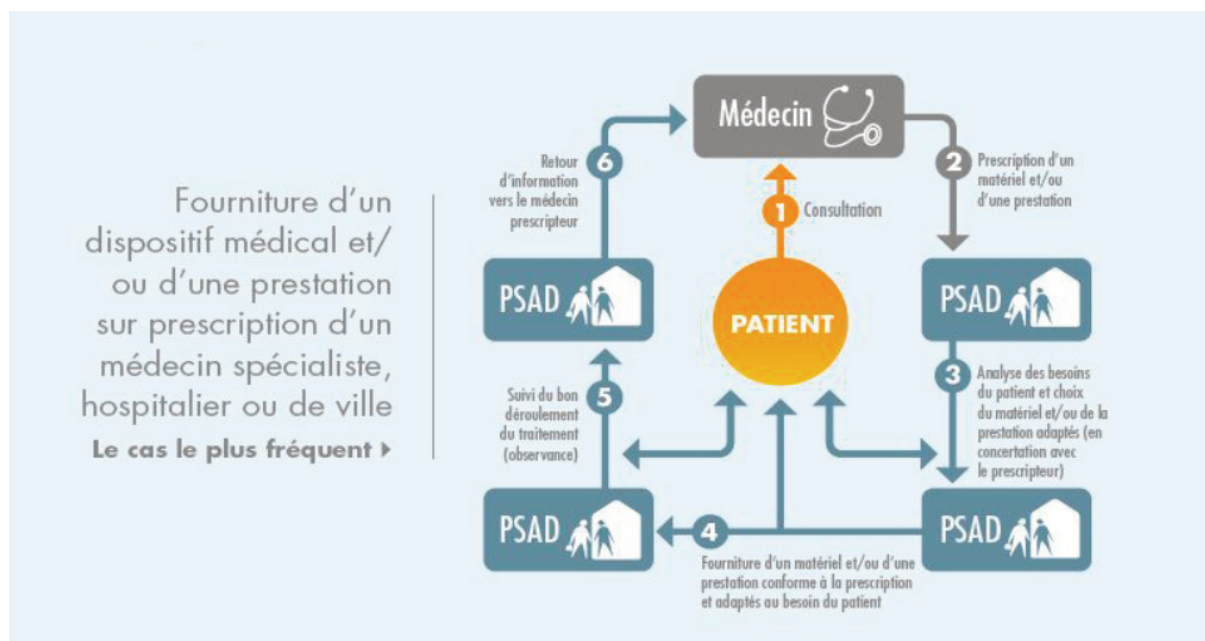 Fourniture d'un
dispositif médical et/
ou d'une prestation
sur prescription d'un
médecin spécialiste,
hospitalier ou de ville
Le cas le plus fréquent
Médecin
6
Retour
d'information
vers le médecin
prescripteur
1
Consultation
2
Prescription d'un
matériel et/ou
d'une prestation
PSAD
PATIENT
PSAD
5
Suivi du bon
déroulement
du traitement
(observance)
3
Analyse des besoins
du patient et choix
du matériel et/ou de la
prestation adaptés (en
concertation avec
le prescripteur)
PSAD
4
Fourniture d'un matériel et/ou d'une
prestation conforme à la prescription
et adaptés au besoin du patient
PSAD